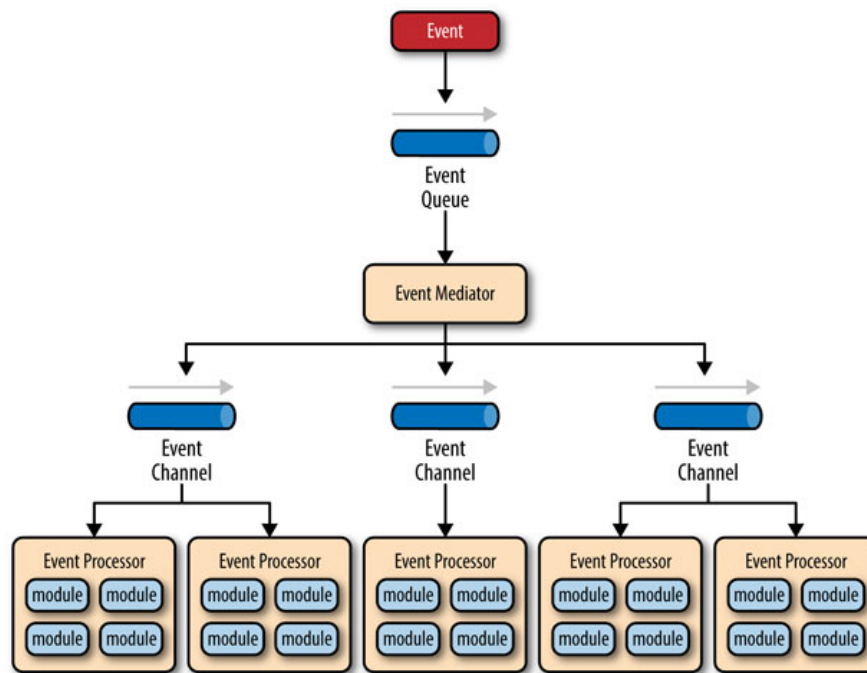 Event
Event
Queue
Event Mediator
Event
Channel
Event
Channel
Event
Channel
Event Processor
module module
module module
Event Processor
module module
module module
Event Processor
module module
module module
Event Processor
module module
module module
Event Processor
module module
module module